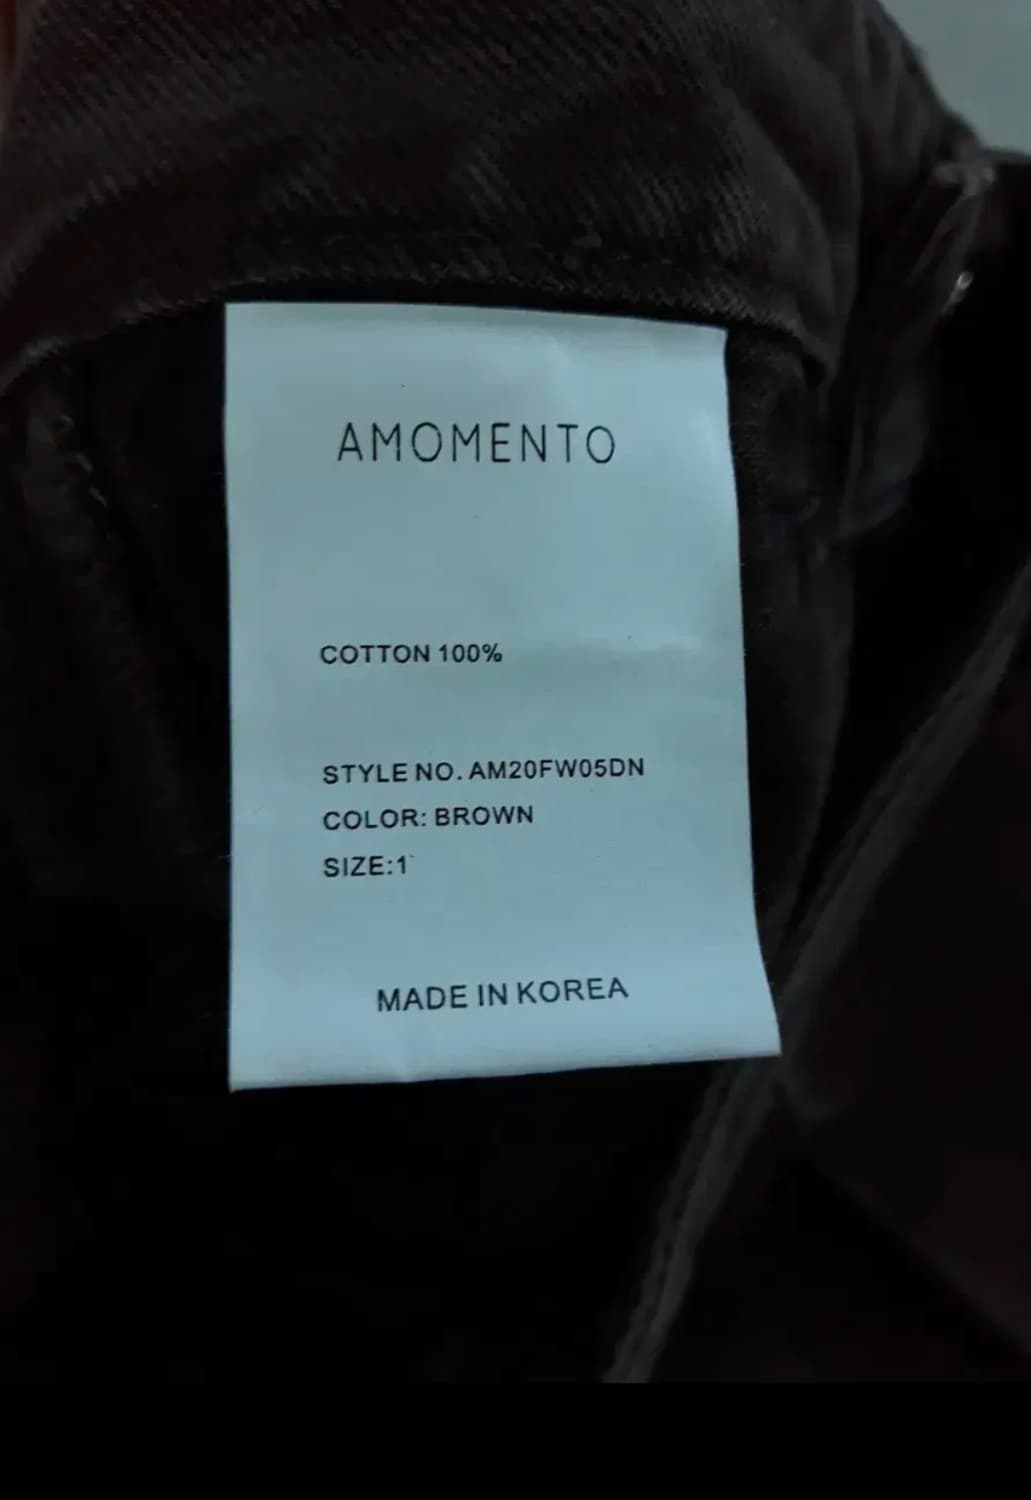 AMOMENTO
COTTON 100%
STYLE NO. AM20FW05DN
COLOR: BROWN
SIZE:1
MADE IN KOREA